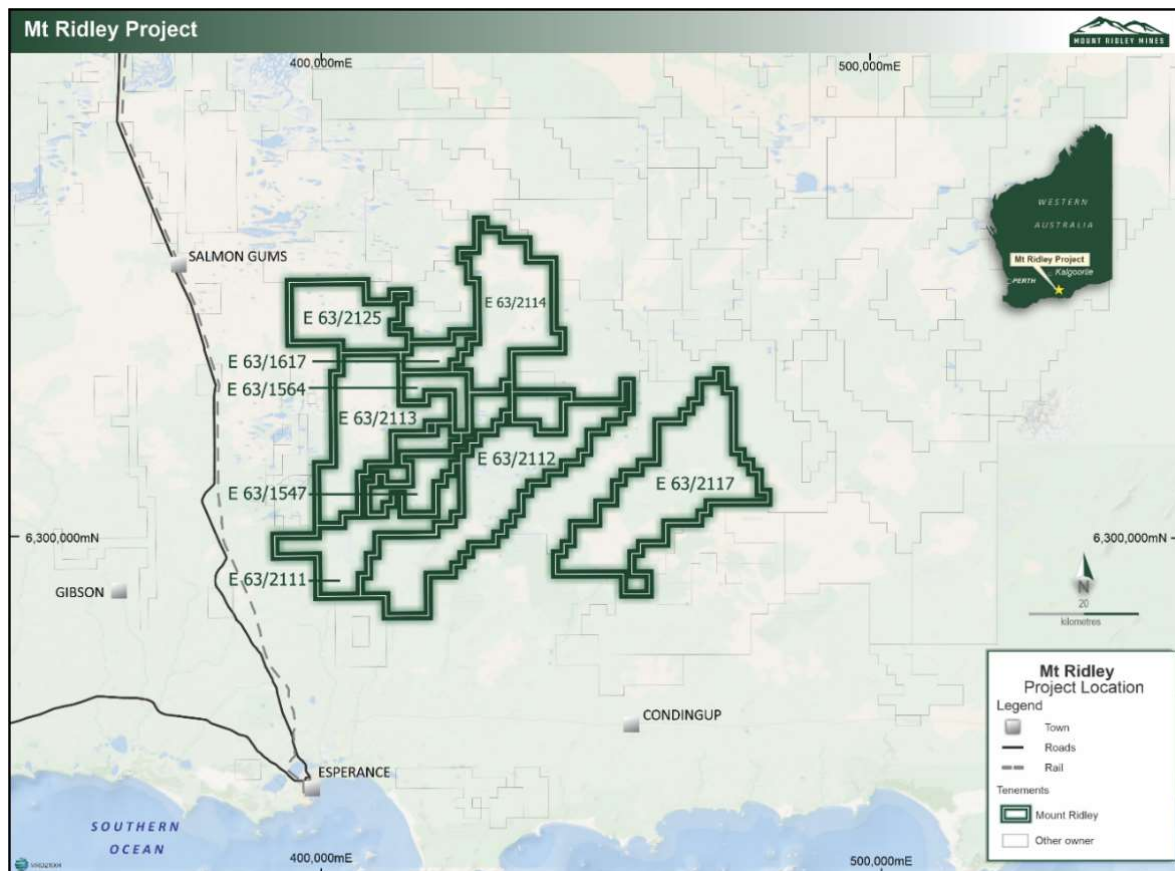 Mt Ridley Project
MOUNT RIDLEY MINES
400,000mE
500,000mE
WESTERN
AUSTRALIA
Mt Ridley Project
Kalgoorlie
PERTH
SALMON GUMS
E 63/2114
E 63/2125
E 63/1617
E 63/1564
E 63/2113
E 63/2112
E 63/2117
E 63/1547
6,300,000mN
6,300,000mN
E 63/2111
GIBSON
N
20
kilometres
CONDINGUP
ESPERANCE
SOUTHERN
OCEAN
Mt Ridley
Project Location
Legend
Town
Roads
Rail
Tenements
Mount Ridley
Other owner
400,000mE
500,000mE